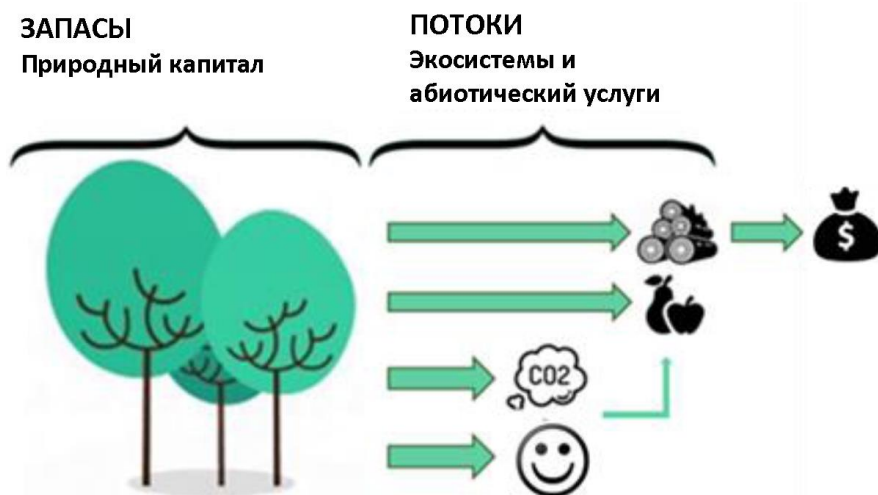 ЗАПАСЫ
Природный капитал
ПОТОКИ
Экосистемы и
абиотический услуги
$
CO2